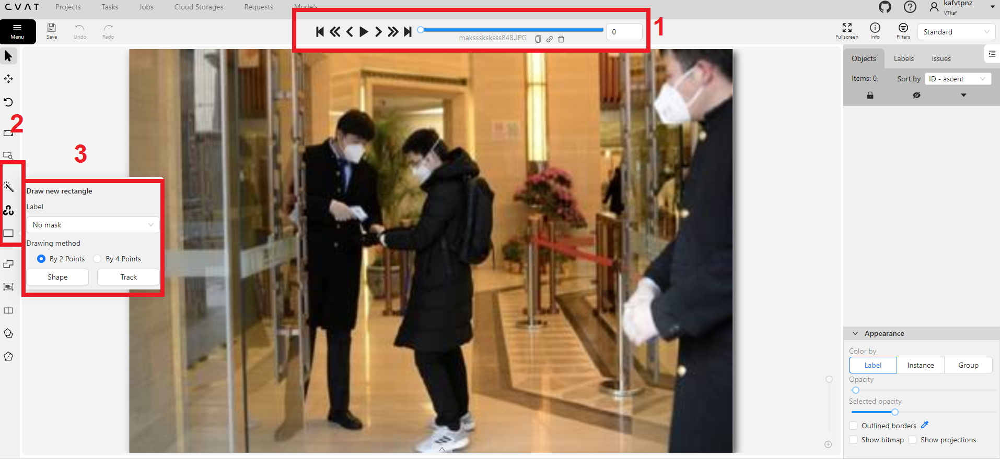 CVAT Projects Tasks Jobs Cloud Storages Requests Models kafvtpnz
VTkaf
Menu Save Undo Redo 0 1 Fullscreen Info Filters Standard
maksssksksss848.JPG
Objects Labels Issues
Items: 0 Sort by ID - ascent
2
3
Draw new rectangle
Label
No mask
Drawing method
By 2 Points By 4 Points
Shape Track
Appearance
Color by
Label Instance Group
Opacity
Selected opacity
Outlined borders
Show bitmap Show projections